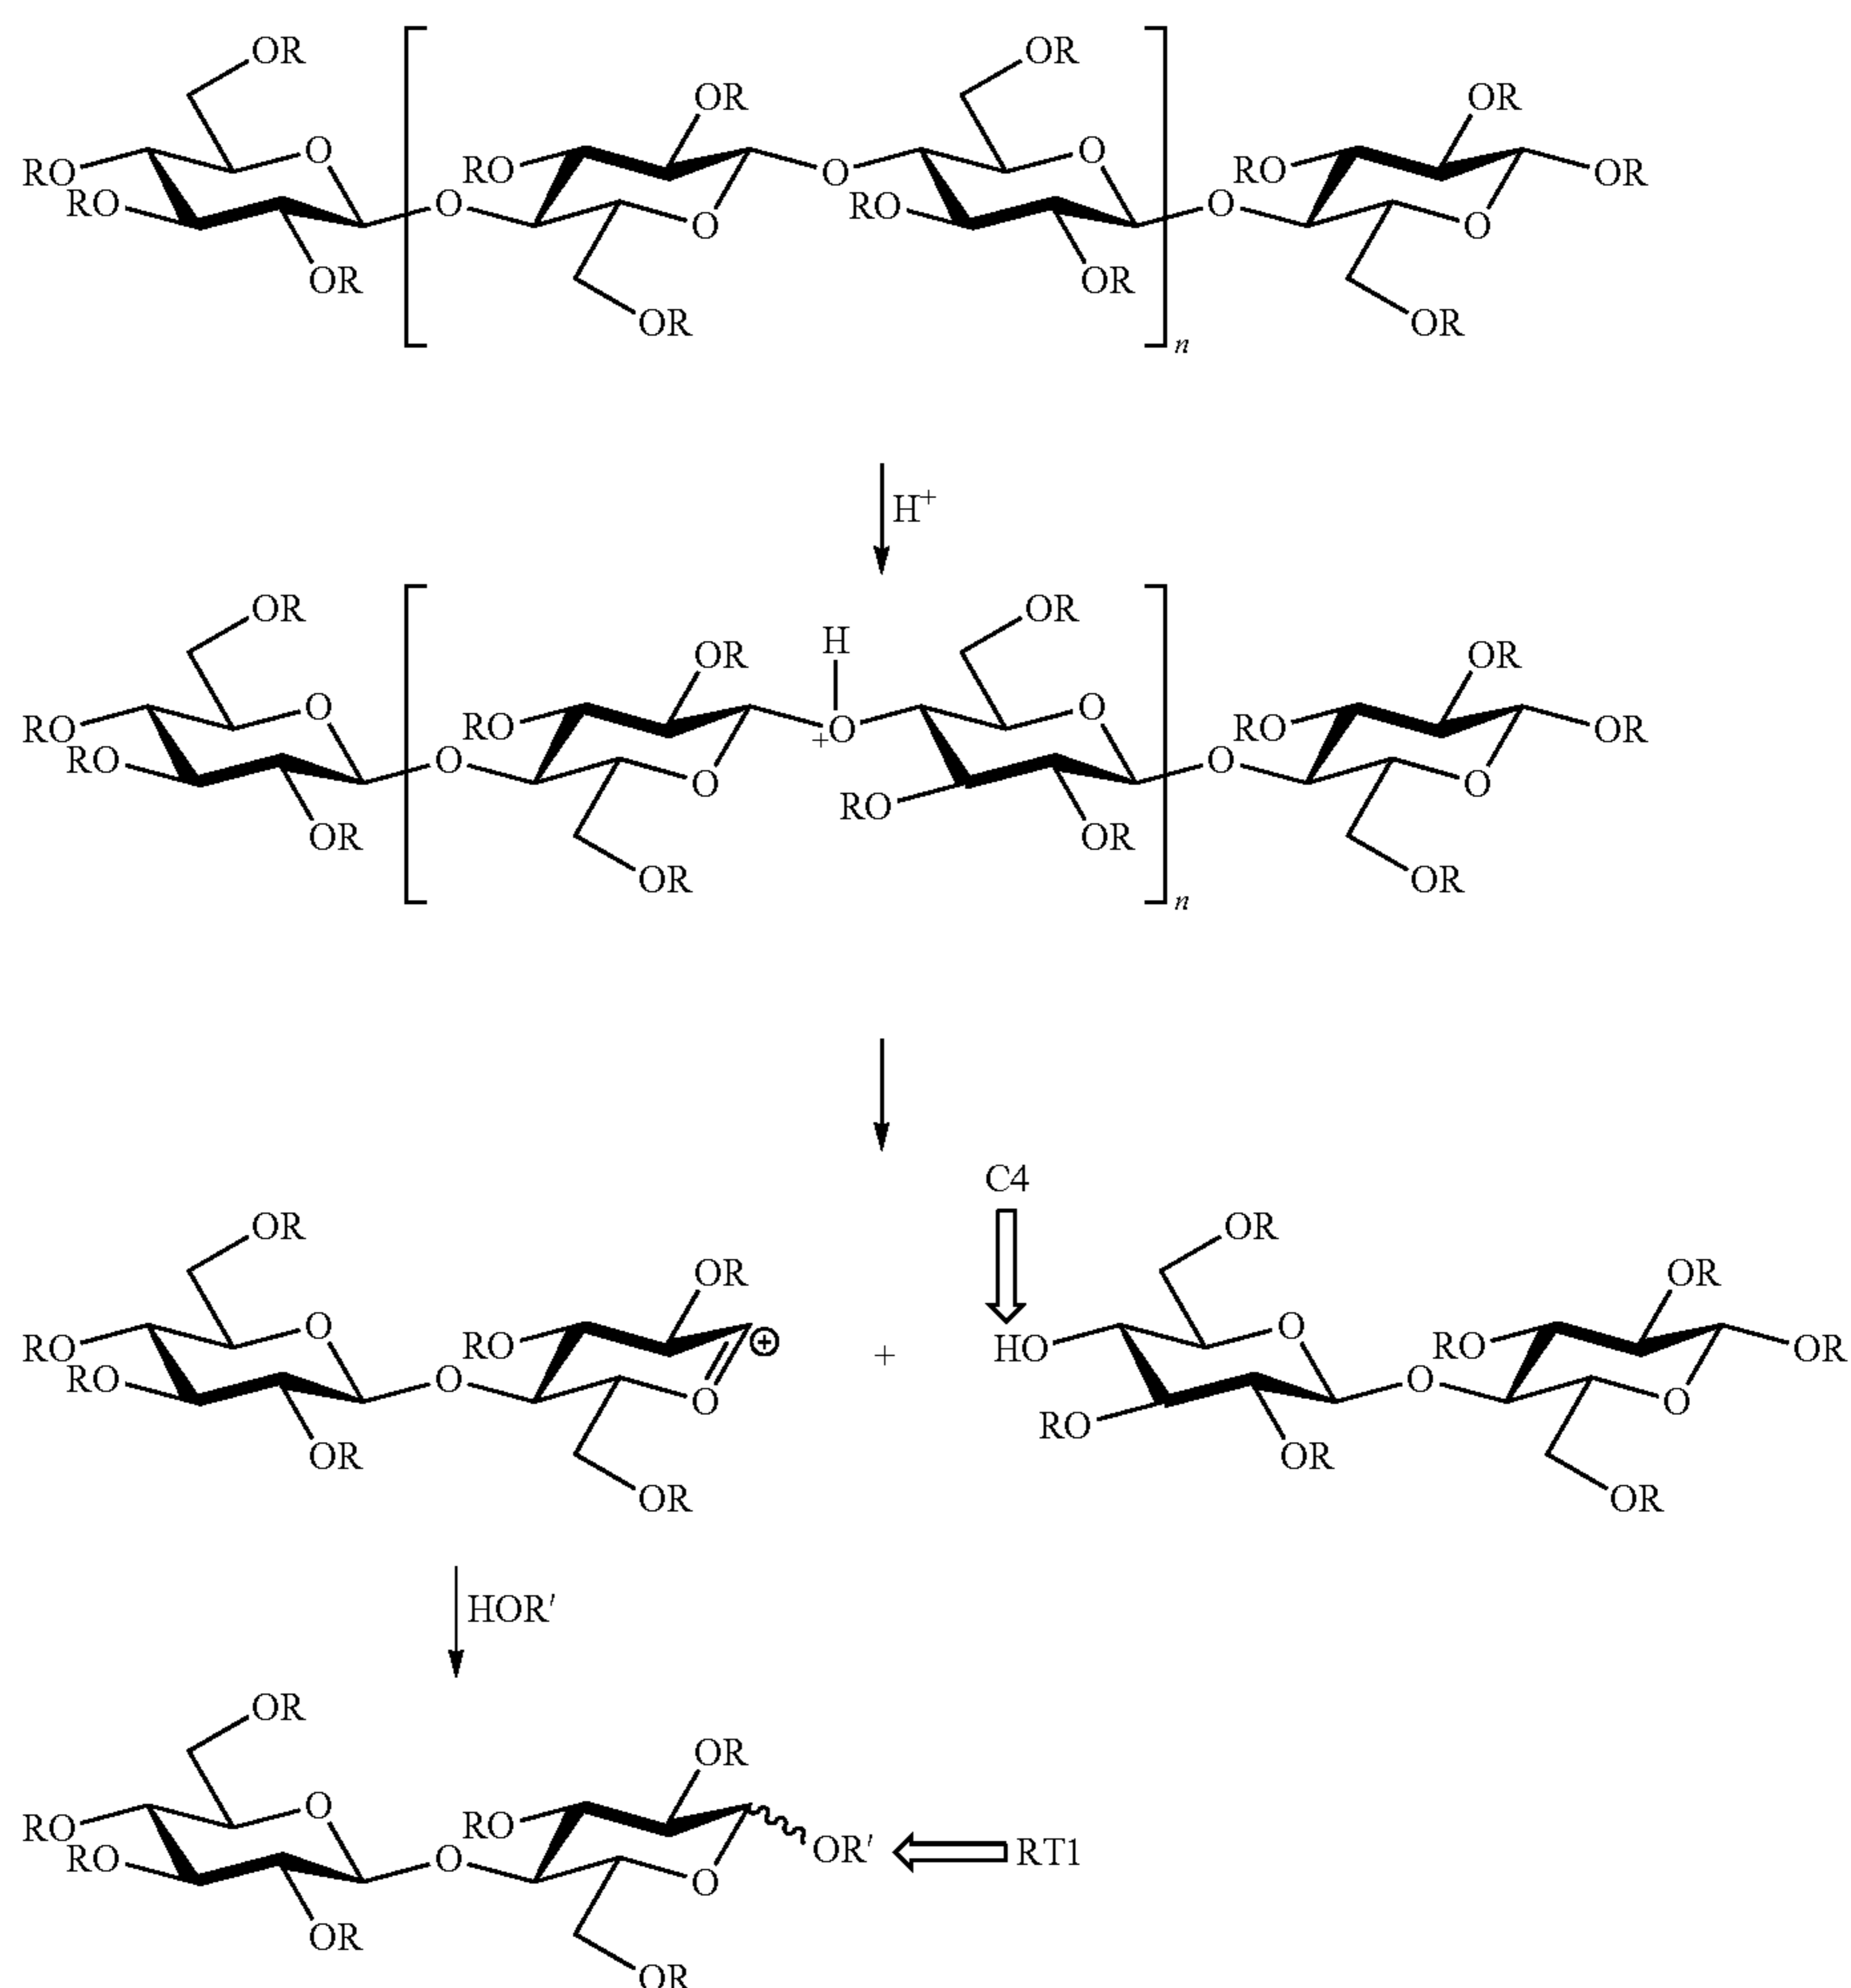 OR OR
OR OR
O RO O O RO
RO O O OR
RO RO
OR O OR O
OR OR
n
H+
OR OR
H
OR OR
O RO O RO
RO +O OR
RO O O
OR O RO OR O
OR OR
n
C4
OR OR
OR OR
O RO ⊕ + HO O RO OR
RO
RO O O
OR O RO OR O
OR OR
HOR′
OR
OR
O RO
RO OR′ RT1
RO O
OR O
OR